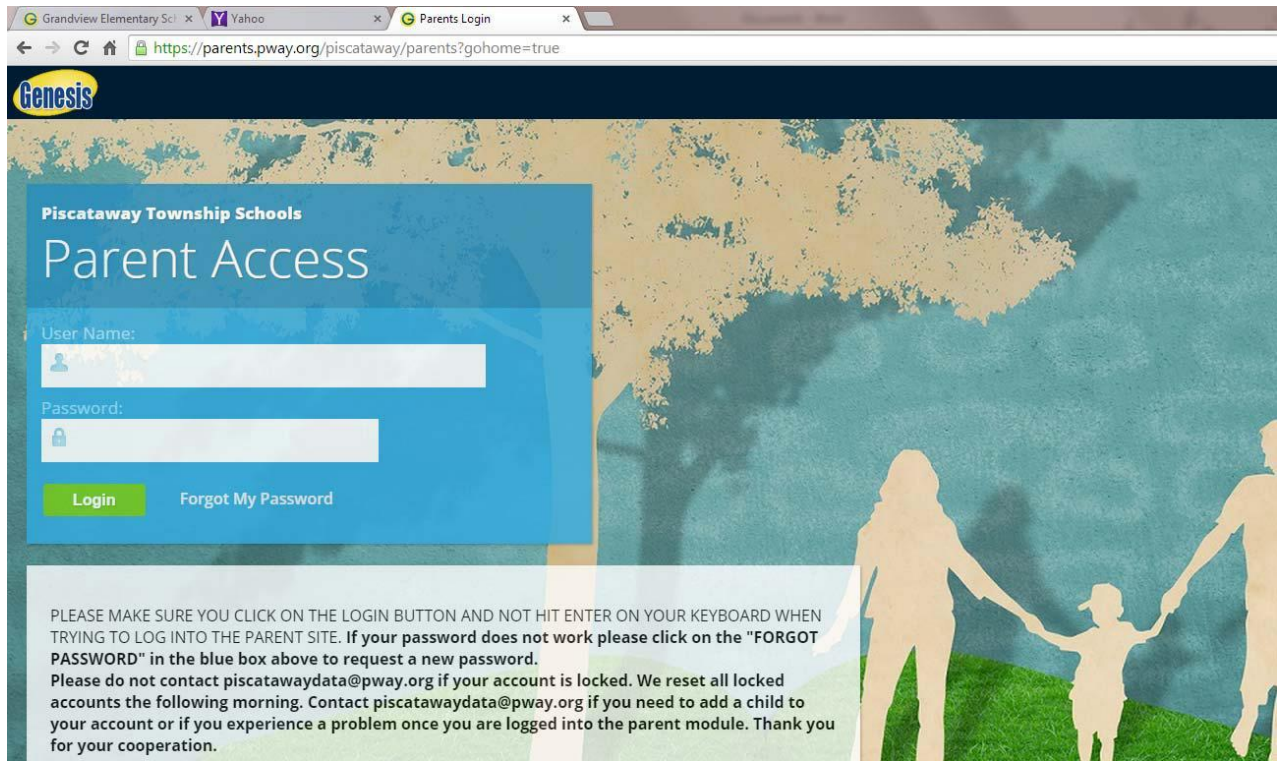 Grandview Elementary Sch
Yahoo
Parents Login
https://parents.pway.org/piscataway/parents?gohome=true
Genesis
Piscataway Township Schools
Parent Access
User Name:
Password:
Login
Forgot My Password
PLEASE MAKE SURE YOU CLICK ON THE LOGIN BUTTON AND NOT HIT ENTER ON YOUR KEYBOARD WHEN
TRYING TO LOG INTO THE PARENT SITE. If your password does not work please click on the "FORGOT
PASSWORD" in the blue box above to request a new password.
Please do not contact piscatawaydata@pway.org if your account is locked. We reset all locked
accounts the following morning. Contact piscatawaydata@pway.org if you need to add a child to
your account or if you experience a problem once you are logged into the parent module. Thank you
for your cooperation.